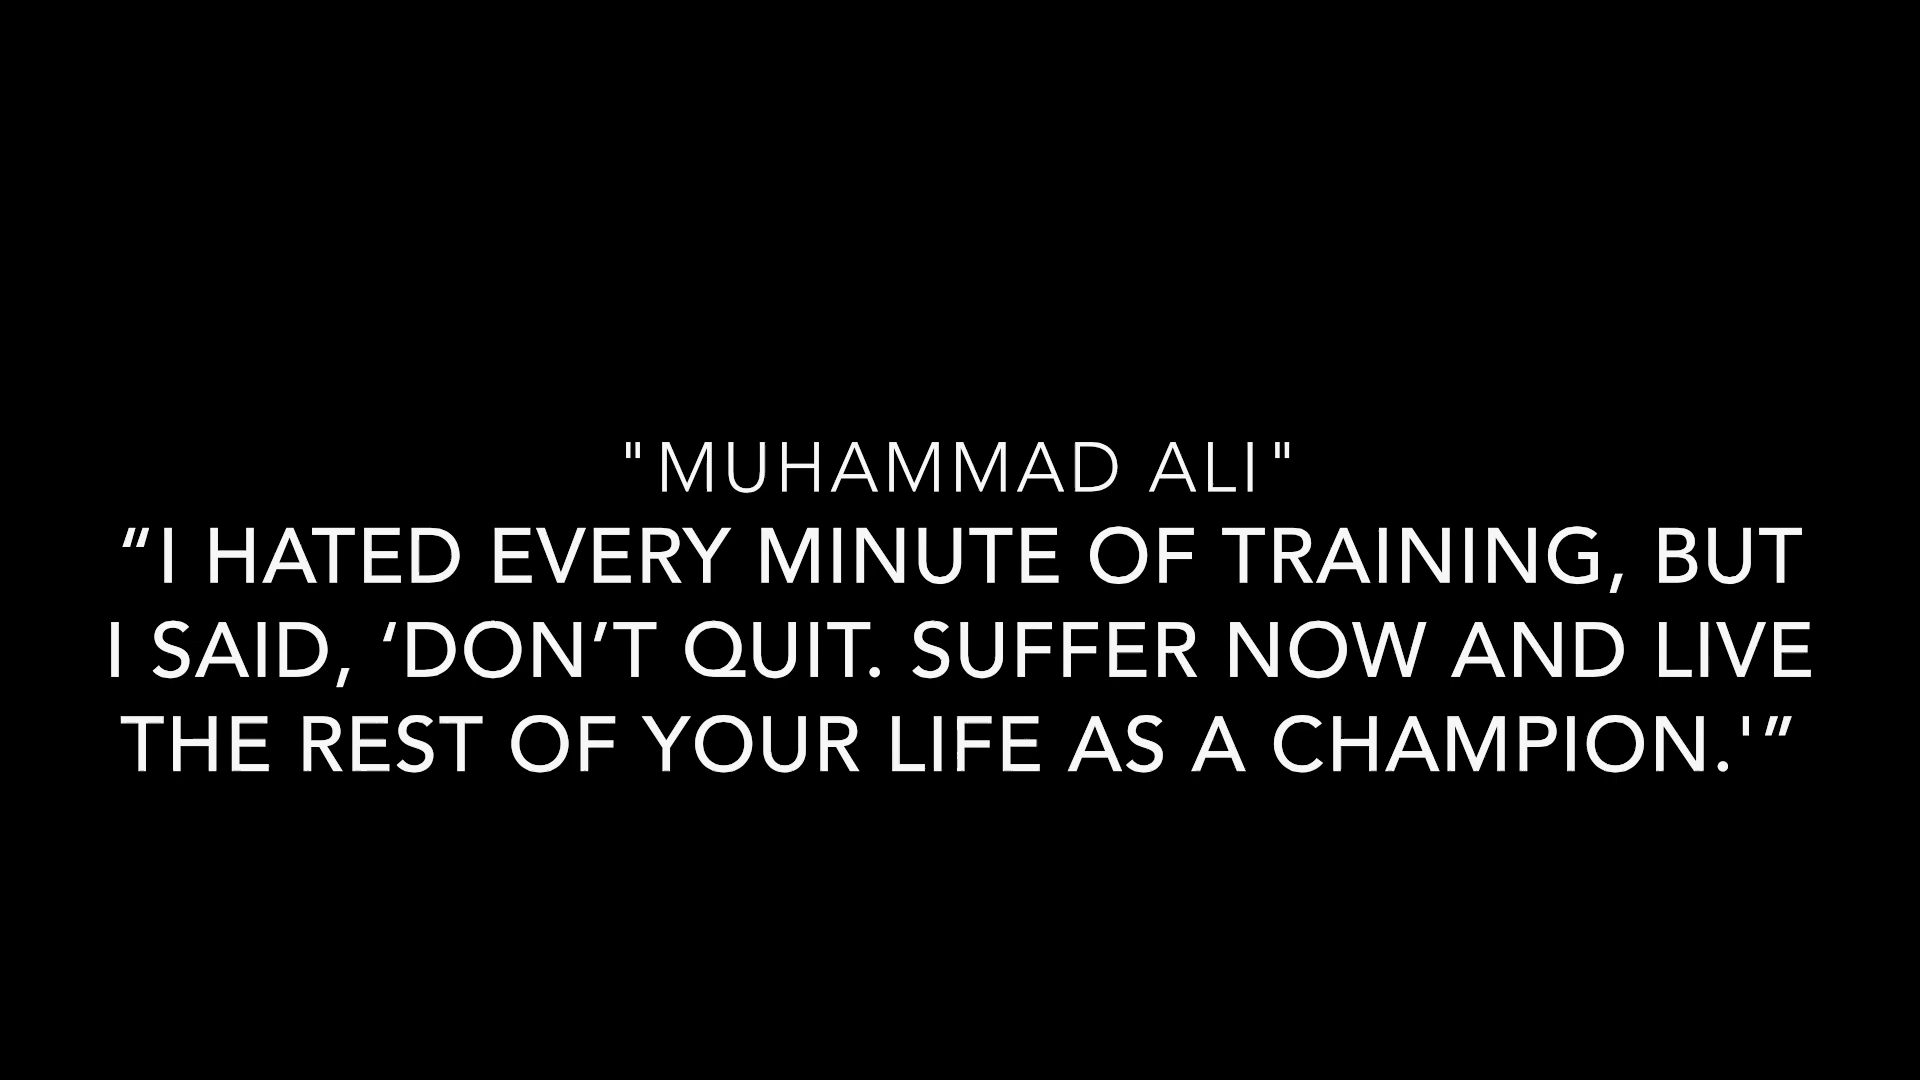 "MUHAMMAD ALI"
“I HATED EVERY MINUTE OF TRAINING, BUT
I SAID, ‘DON’T QUIT. SUFFER NOW AND LIVE
THE REST OF YOUR LIFE AS A CHAMPION.'”